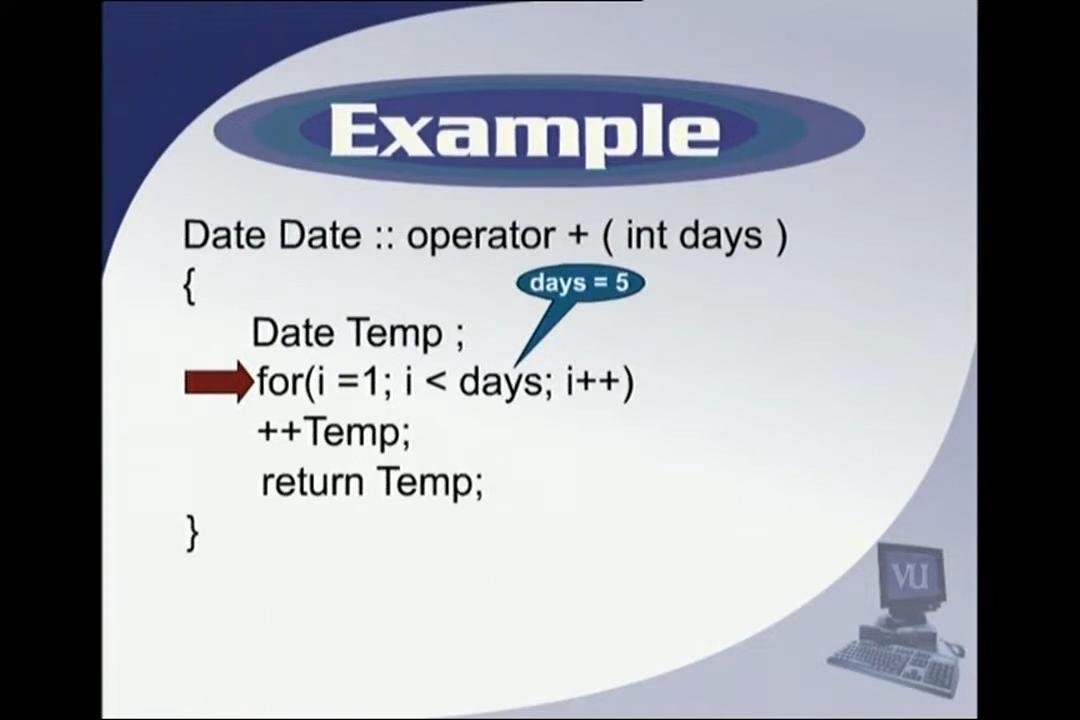 Example
Date Date :: operator + ( int days )
{
days = 5
Date Temp ;
for(i =1; i < days; i++)
++Temp;
return Temp;
}
VU